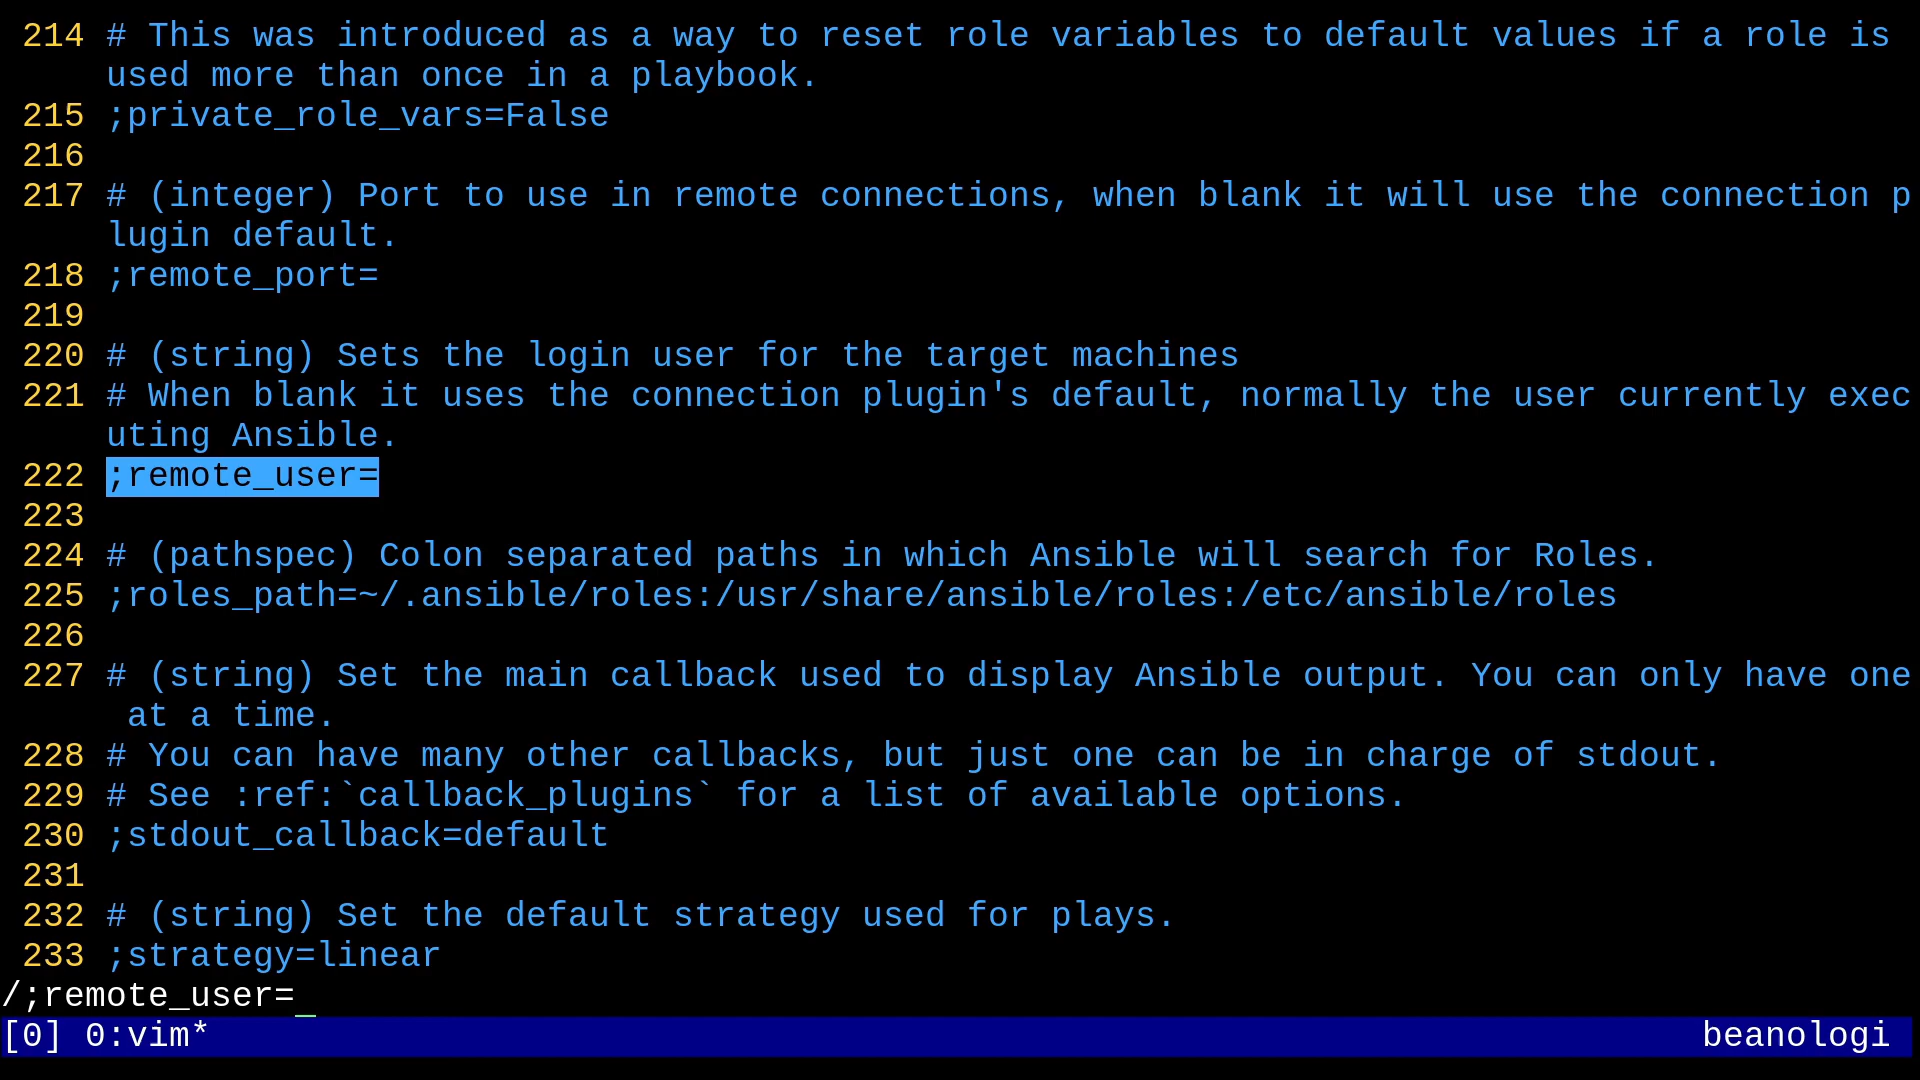 214 # This was introduced as a way to reset role variables to default values if a role is
used more than once in a playbook.
215 ;private_role_vars=False
216
217 # (integer) Port to use in remote connections, when blank it will use the connection p
lugin default.
218 ;remote_port=
219
220 # (string) Sets the login user for the target machines
221 # When blank it uses the connection plugin's default, normally the user currently exec
uting Ansible.
222 ;remote_user=
223
224 # (pathspec) Colon separated paths in which Ansible will search for Roles.
225 ;roles_path=~/.ansible/roles:/usr/share/ansible/roles:/etc/ansible/roles
226
227 # (string) Set the main callback used to display Ansible output. You can only have one
at a time.
228 # You can have many other callbacks, but just one can be in charge of stdout.
229 # See :ref:`callback_plugins` for a list of available options.
230 ;stdout_callback=default
231
232 # (string) Set the default strategy used for plays.
233 ;strategy=linear
/;remote_user=
[0] 0:vim* beanologi